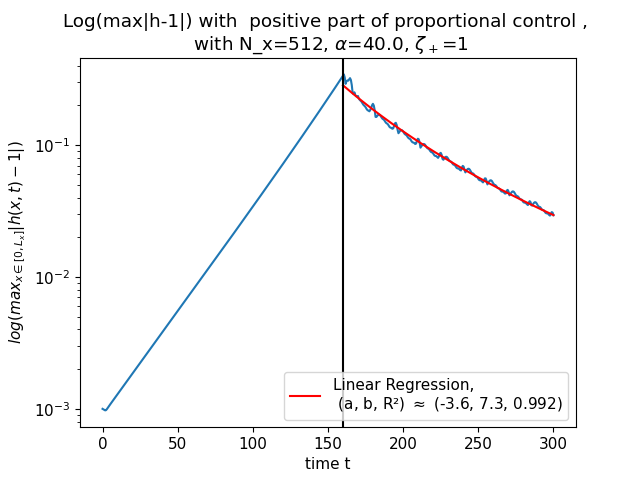 Log(max|h-1|) with  positive part of proportional control ,
with N_x=512, α=40.0, ζ₊=1
log(max_{x∈[0,L_x]}|h(x, t) − 1|)
10⁻¹
10⁻²
10⁻³
Linear Regression,
(a, b, R²) ≈ (-3.6, 7.3, 0.992)
0 50 100 150 200 250 300
time t